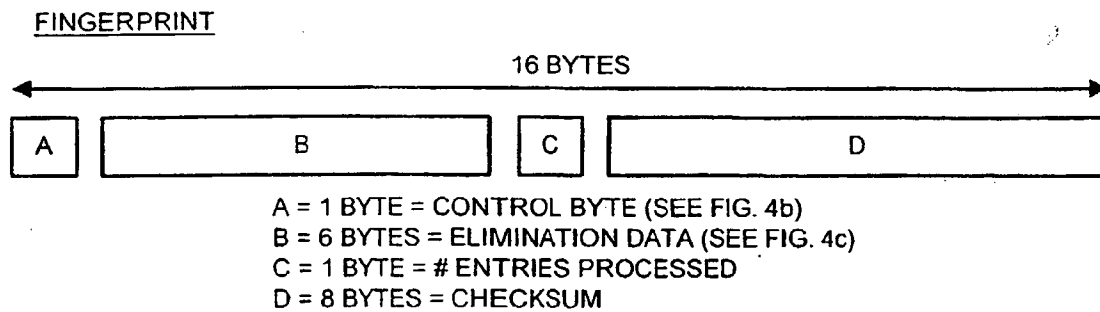 FINGERPRINT
16 BYTES
A B C D
A = 1 BYTE = CONTROL BYTE (SEE FIG. 4b)
B = 6 BYTES = ELIMINATION DATA (SEE FIG. 4c)
C = 1 BYTE = # ENTRIES PROCESSED
D = 8 BYTES = CHECKSUM